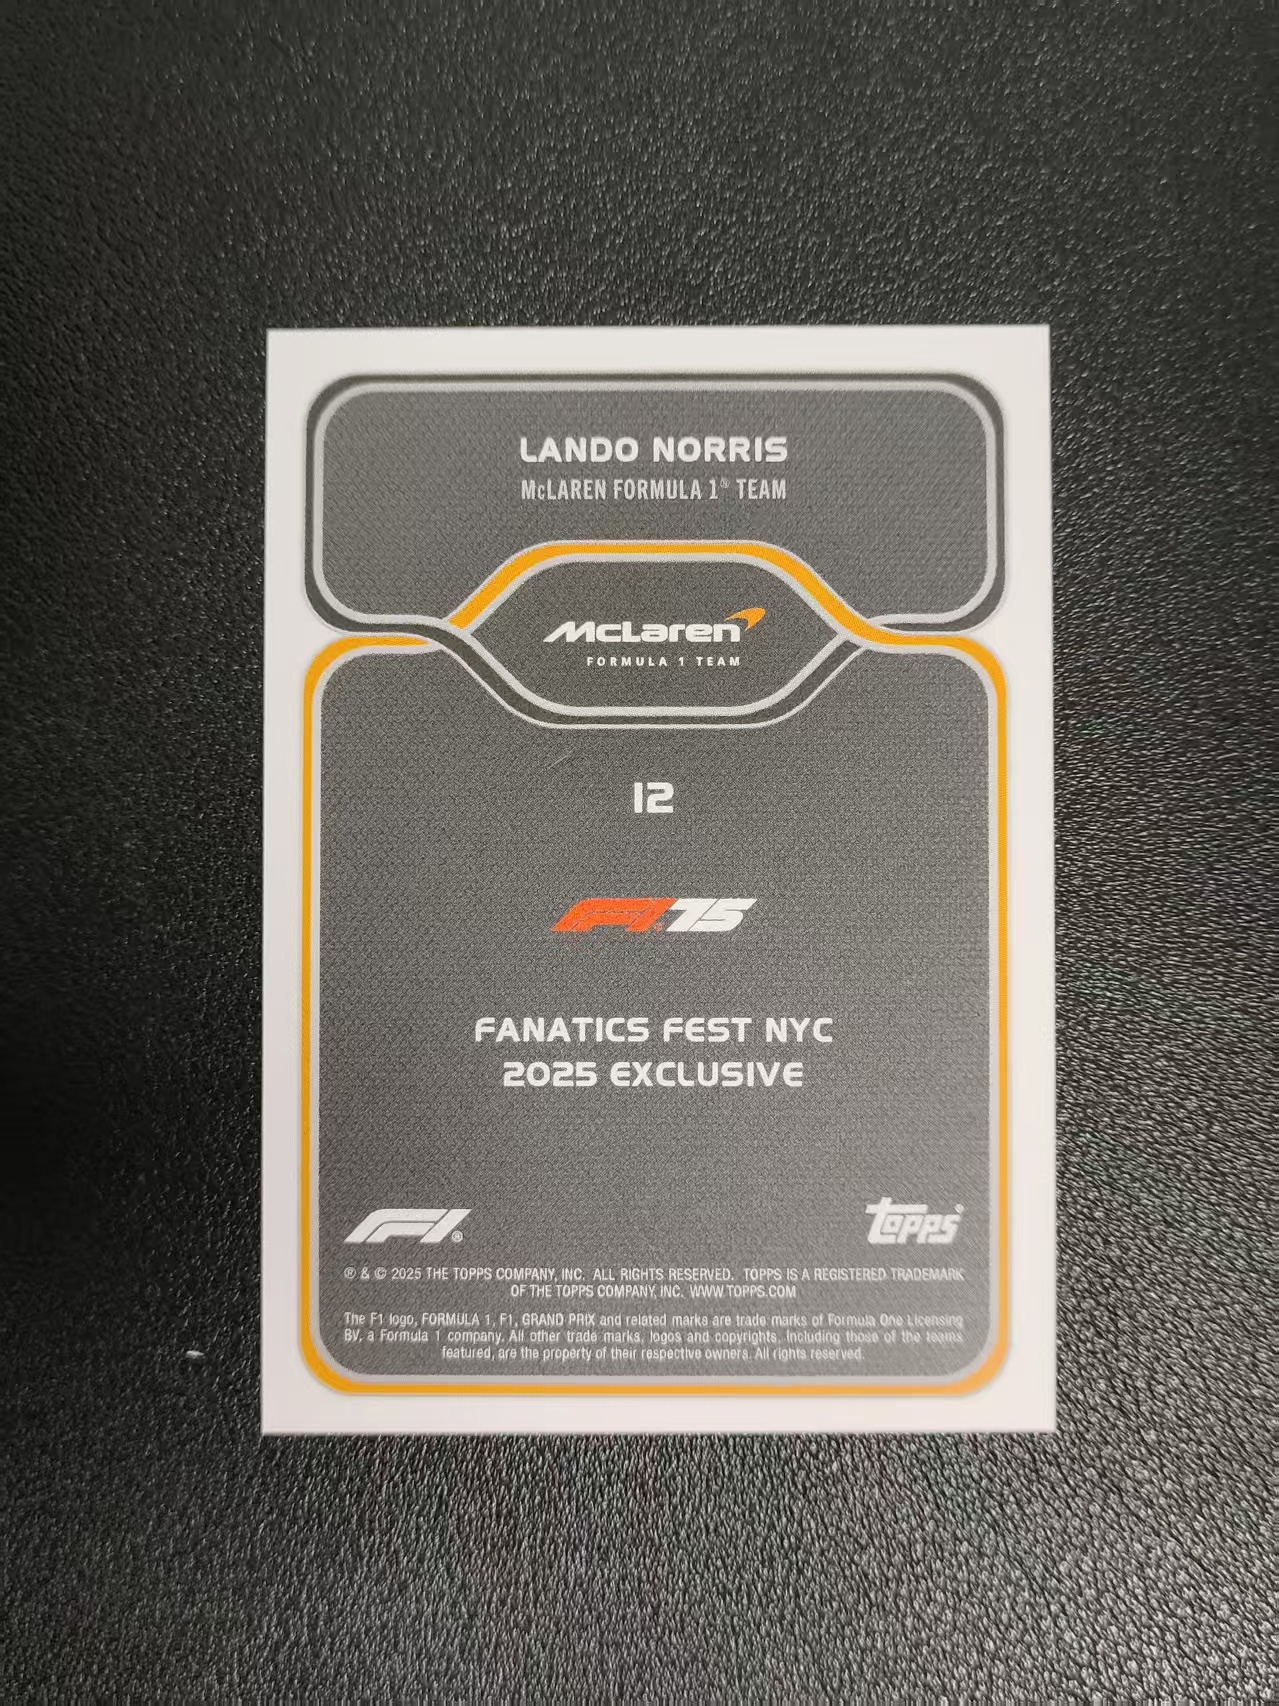 LANDO NORRIS
McLAREN FORMULA 1® TEAM
McLaren
FORMULA 1 TEAM
12
F1® 75
FANATICS FEST NYC
2025 EXCLUSIVE
F1®
topps®
® & © 2025 THE TOPPS COMPANY, INC. ALL RIGHTS RESERVED. TOPPS IS A REGISTERED TRADEMARK
OF THE TOPPS COMPANY, INC. WWW.TOPPS.COM
The F1 logo, FORMULA 1, F1, GRAND PRIX and related marks are trade marks of Formula One Licensing
BV, a Formula 1 company. All other trade marks, logos and copyrights, including those of the teams
featured, are the property of their respective owners. All rights reserved.